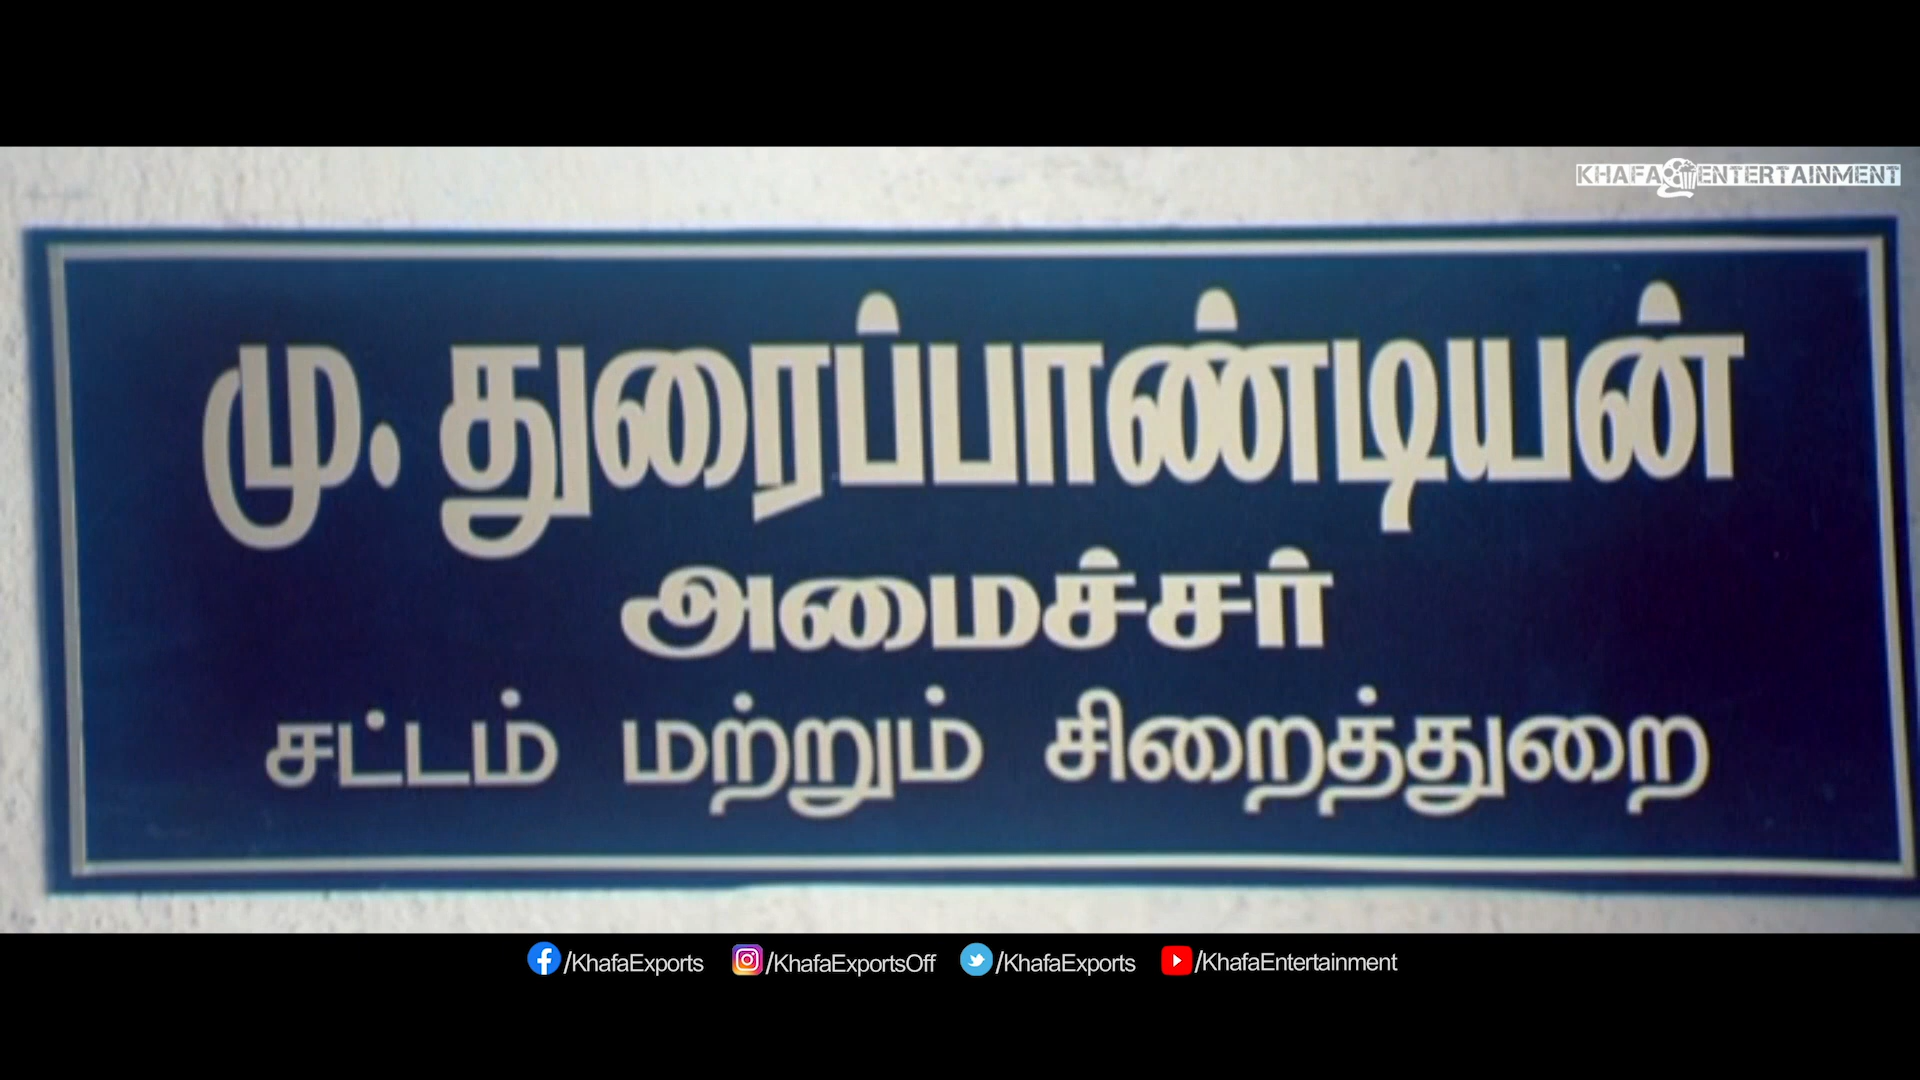 KHAFA ENTERTAINMENT
மு. துரைப்பாண்டியன்
அமைச்சர்
சட்டம் மற்றும் சிறைத்துறை
/KhafaExports /KhafaExportsOff /KhafaExports /KhafaEntertainment